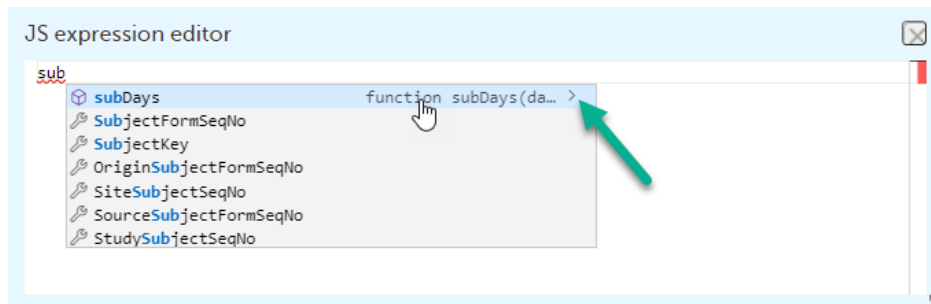 JS expression editor
sub
subDays function subDays(da… >
SubjectFormSeqNo
SubjectKey
OriginSubjectFormSeqNo
SiteSubjectSeqNo
SourceSubjectFormSeqNo
StudySubjectSeqNo